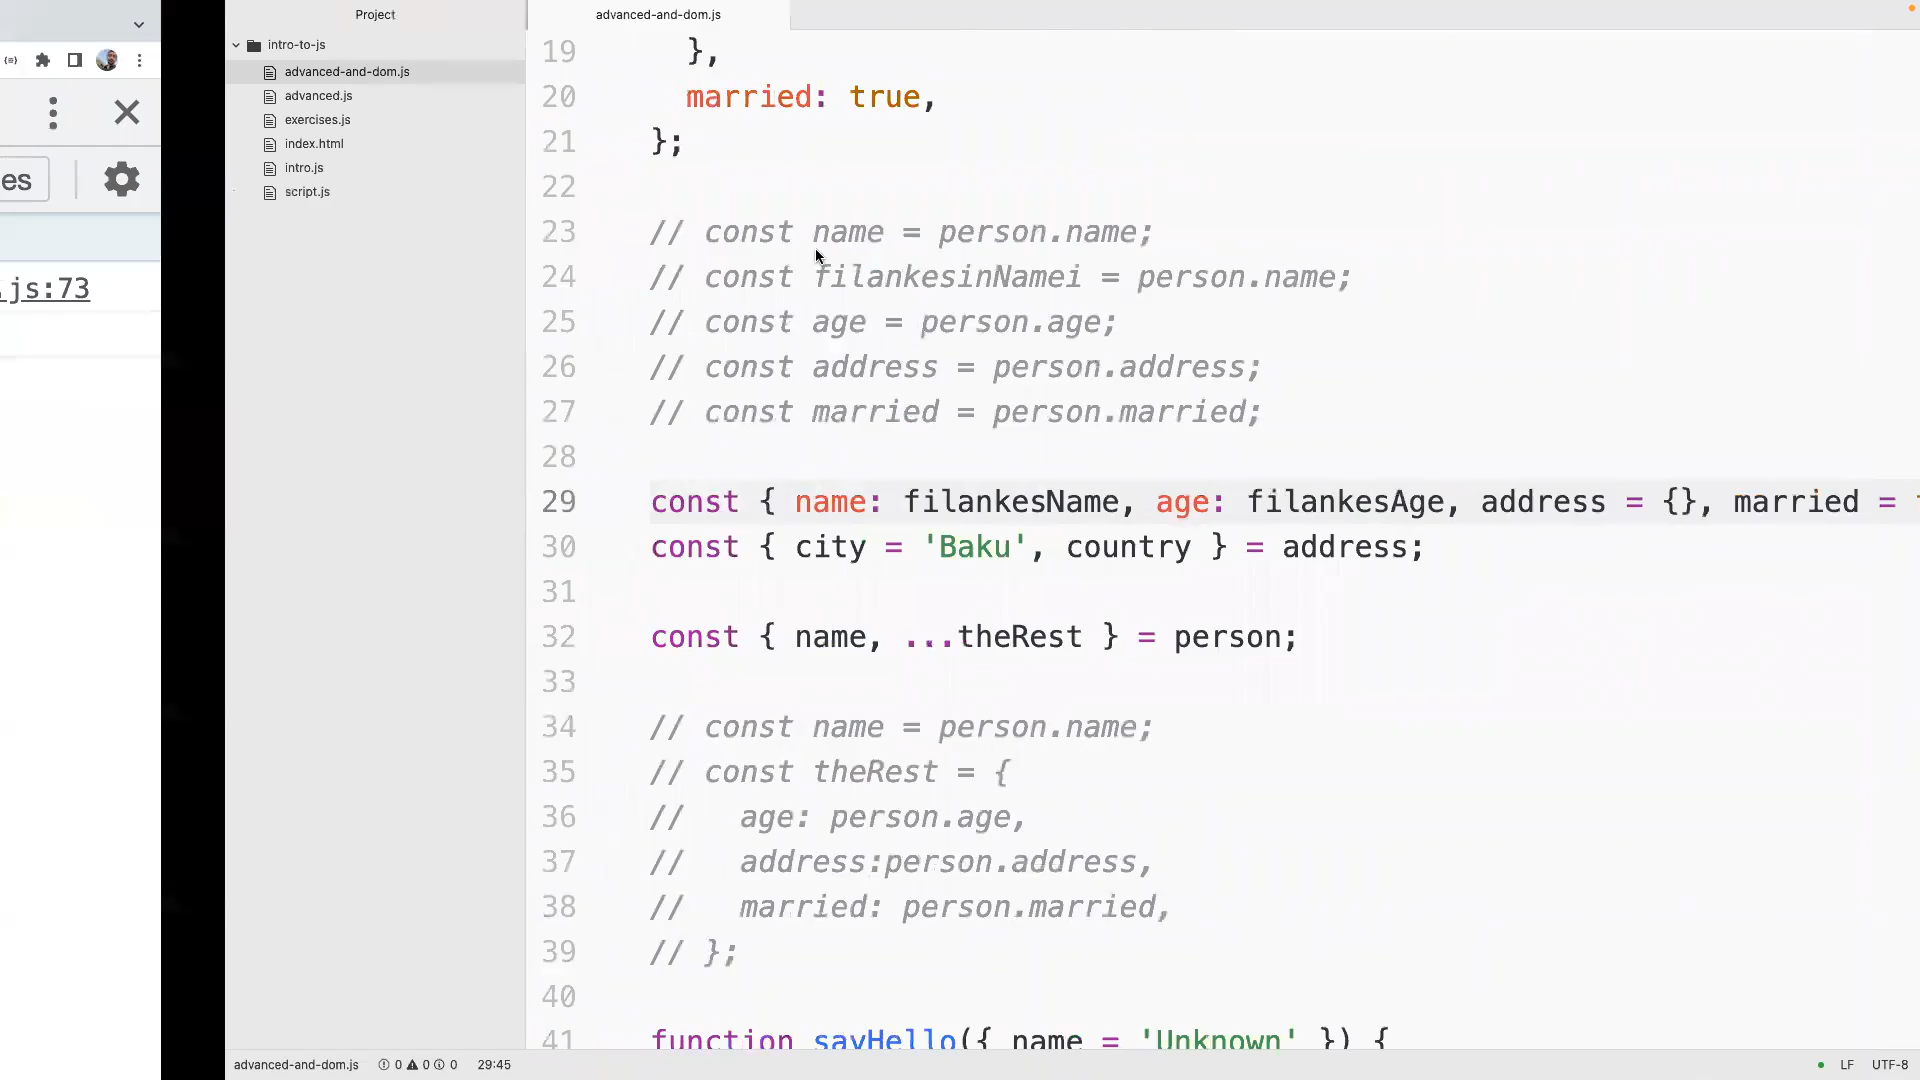 Project
advanced-and-dom.js
intro-to-js
advanced-and-dom.js
advanced.js
exercises.js
index.html
intro.js
script.js
es
.js:73
19 },
20 married: true,
21 };
22
23 // const name = person.name;
24 // const filankesinNamei = person.name;
25 // const age = person.age;
26 // const address = person.address;
27 // const married = person.married;
28
29 const { name: filankesName, age: filankesAge, address = {}, married =
30 const { city = 'Baku', country } = address;
31
32 const { name, ...theRest } = person;
33
34 // const name = person.name;
35 // const theRest = {
36 // age: person.age,
37 // address:person.address,
38 // married: person.married,
39 // };
40
41 function sayHello({ name = 'Unknown' }) {
advanced-and-dom.js 0 0 0 29:45 LF UTF-8